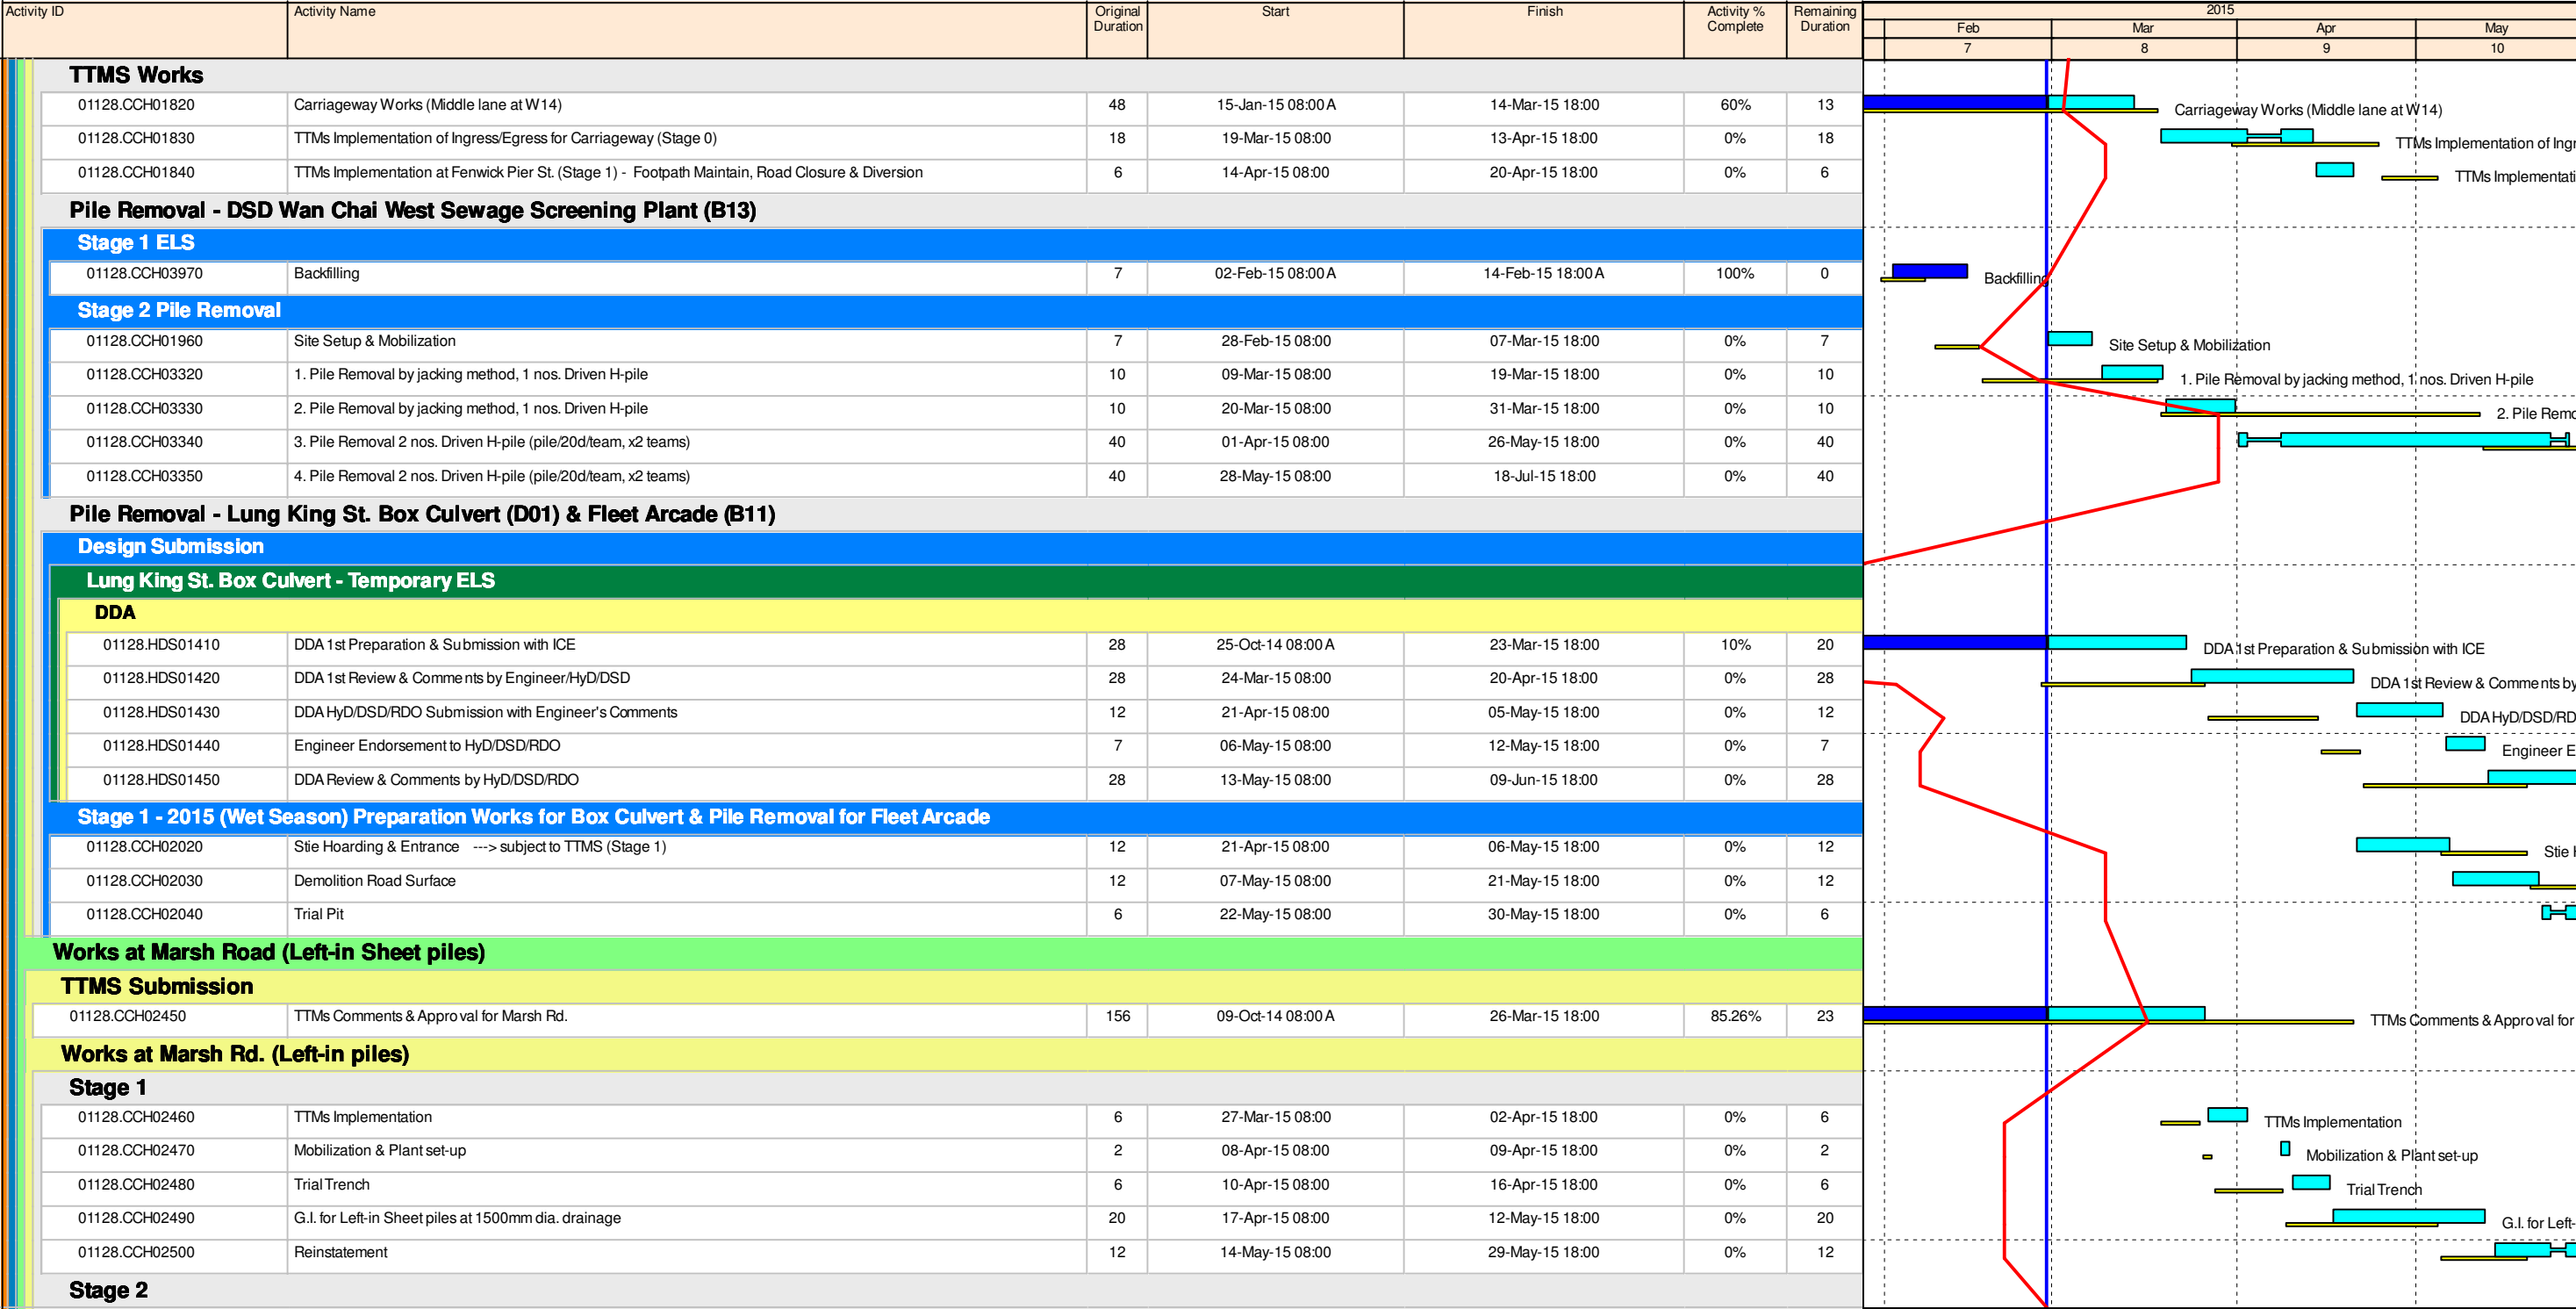 Activity ID Activity Name Original Duration Start Finish Activity % Complete Remaining Duration 2015
Feb Mar Apr May
7 8 9 10
TTMS Works
01128.CCH01820 Carriageway Works (Middle lane at W14) 48 15-Jan-15 08:00 A 14-Mar-15 18:00 60% 13 Carriageway Works (Middle lane at W14)
01128.CCH01830 TTMs Implementation of Ingress/Egress for Carriageway (Stage 0) 18 19-Mar-15 08:00 13-Apr-15 18:00 0% 18 TTMs Implementation of Ingr
01128.CCH01840 TTMs Implementation at Fenwick Pier St. (Stage 1) - Footpath Maintain, Road Closure & Diversion 6 14-Apr-15 08:00 20-Apr-15 18:00 0% 6 TTMs Implementati
Pile Removal - DSD Wan Chai West Sewage Screening Plant (B13)
Stage 1 ELS
01128.CCH03970 Backfilling 7 02-Feb-15 08:00 A 14-Feb-15 18:00 A 100% 0 Backfilling
Stage 2 Pile Removal
01128.CCH01960 Site Setup & Mobilization 7 28-Feb-15 08:00 07-Mar-15 18:00 0% 7 Site Setup & Mobilization
01128.CCH03320 1. Pile Removal by jacking method, 1 nos. Driven H-pile 10 09-Mar-15 08:00 19-Mar-15 18:00 0% 10 1. Pile Removal by jacking method, 1 nos. Driven H-pile
01128.CCH03330 2. Pile Removal by jacking method, 1 nos. Driven H-pile 10 20-Mar-15 08:00 31-Mar-15 18:00 0% 10 2. Pile Remo
01128.CCH03340 3. Pile Removal 2 nos. Driven H-pile (pile/20d/team, x2 teams) 40 01-Apr-15 08:00 26-May-15 18:00 0% 40
01128.CCH03350 4. Pile Removal 2 nos. Driven H-pile (pile/20d/team, x2 teams) 40 28-May-15 08:00 18-Jul-15 18:00 0% 40
Pile Removal - Lung King St. Box Culvert (D01) & Fleet Arcade (B11)
Design Submission
Lung King St. Box Culvert - Temporary ELS
DDA
01128.HDS01410 DDA 1st Preparation & Submission with ICE 28 25-Oct-14 08:00 A 23-Mar-15 18:00 10% 20 DDA 1st Preparation & Submission with ICE
01128.HDS01420 DDA 1st Review & Comments by Engineer/HyD/DSD 28 24-Mar-15 08:00 20-Apr-15 18:00 0% 28 DDA 1st Review & Comments by
01128.HDS01430 DDA HyD/DSD/RDO Submission with Engineer's Comments 12 21-Apr-15 08:00 05-May-15 18:00 0% 12 DDA HyD/DSD/RD
01128.HDS01440 Engineer Endorsement to HyD/DSD/RDO 7 06-May-15 08:00 12-May-15 18:00 0% 7 Engineer E
01128.HDS01450 DDA Review & Comments by HyD/DSD/RDO 28 13-May-15 08:00 09-Jun-15 18:00 0% 28
Stage 1 - 2015 (Wet Season) Preparation Works for Box Culvert & Pile Removal for Fleet Arcade
01128.CCH02020 Stie Hoarding & Entrance ---> subject to TTMS (Stage 1) 12 21-Apr-15 08:00 06-May-15 18:00 0% 12 Stie H
01128.CCH02030 Demolition Road Surface 12 07-May-15 08:00 21-May-15 18:00 0% 12
01128.CCH02040 Trial Pit 6 22-May-15 08:00 30-May-15 18:00 0% 6
Works at Marsh Road (Left-in Sheet piles)
TTMS Submission
01128.CCH02450 TTMs Comments & Approval for Marsh Rd. 156 09-Oct-14 08:00 A 26-Mar-15 18:00 85.26% 23 TTMs Comments & Approval for
Works at Marsh Rd. (Left-in piles)
Stage 1
01128.CCH02460 TTMs Implementation 6 27-Mar-15 08:00 02-Apr-15 18:00 0% 6 TTMs Implementation
01128.CCH02470 Mobilization & Plant set-up 2 08-Apr-15 08:00 09-Apr-15 18:00 0% 2 Mobilization & Plant set-up
01128.CCH02480 Trial Trench 6 10-Apr-15 08:00 16-Apr-15 18:00 0% 6 Trial Trench
01128.CCH02490 G.I. for Left-in Sheet piles at 1500mm dia. drainage 20 17-Apr-15 08:00 12-May-15 18:00 0% 20 G.I. for Left-
01128.CCH02500 Reinstatement 12 14-May-15 08:00 29-May-15 18:00 0% 12
Stage 2